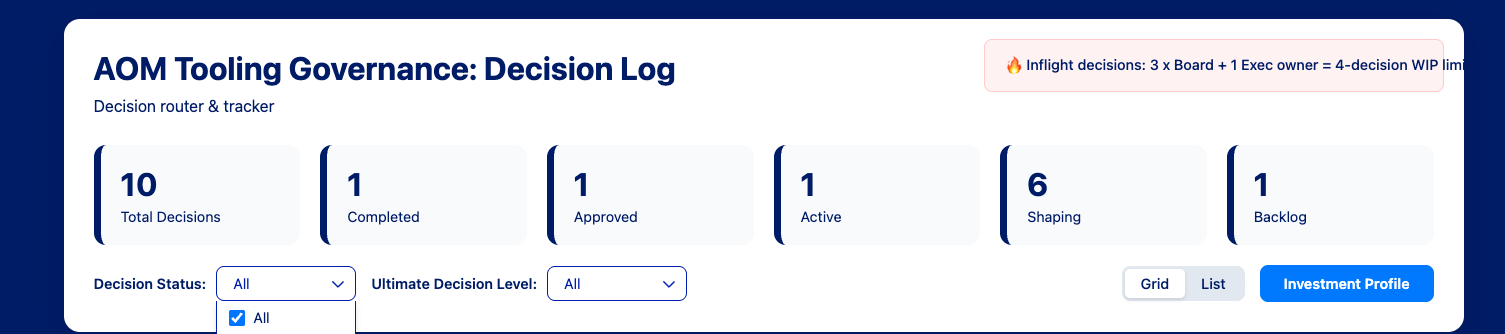 AOM Tooling Governance: Decision Log
🔥 Inflight decisions: 3 x Board + 1 Exec owner = 4-decision WIP
Decision router & tracker
10
Total Decisions
1
Completed
1
Approved
1
Active
6
Shaping
1
Backlog
Decision Status:
All
Ultimate Decision Level:
All
Grid
List
Investment Profile
All